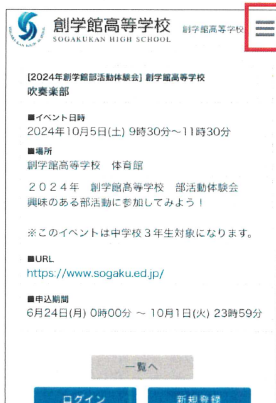 創学館高等学校
SOGAKUKAN HIGH SCHOOL
創学館高等学校
[2024年創学館部活動体験会] 創学館高等学校
吹奏楽部
■イベント日時
2024年10月5日(土) 9時30分～11時30分
■場所
創学館高等学校　体育館
２０２４年　創学館高等学校　部活動体験会
興味のある部活動に参加してみよう！
※このイベントは中学校３年生対象になります。
■URL
https://www.sogaku.ed.jp/
■申込期間
6月24日(月) 0時00分 ～ 10月1日(火) 23時59分
一覧へ
ログイン
新規登録